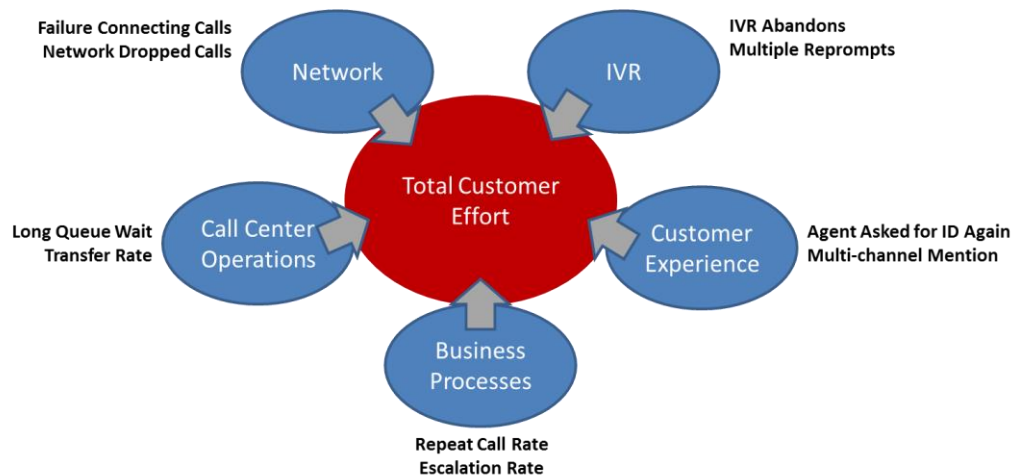 Failure Connecting Calls
Network Dropped Calls
Network
IVR
IVR Abandons
Multiple Reprompts
Total Customer
Effort
Long Queue Wait
Transfer Rate
Call Center
Operations
Customer
Experience
Agent Asked for ID Again
Multi-channel Mention
Business
Processes
Repeat Call Rate
Escalation Rate